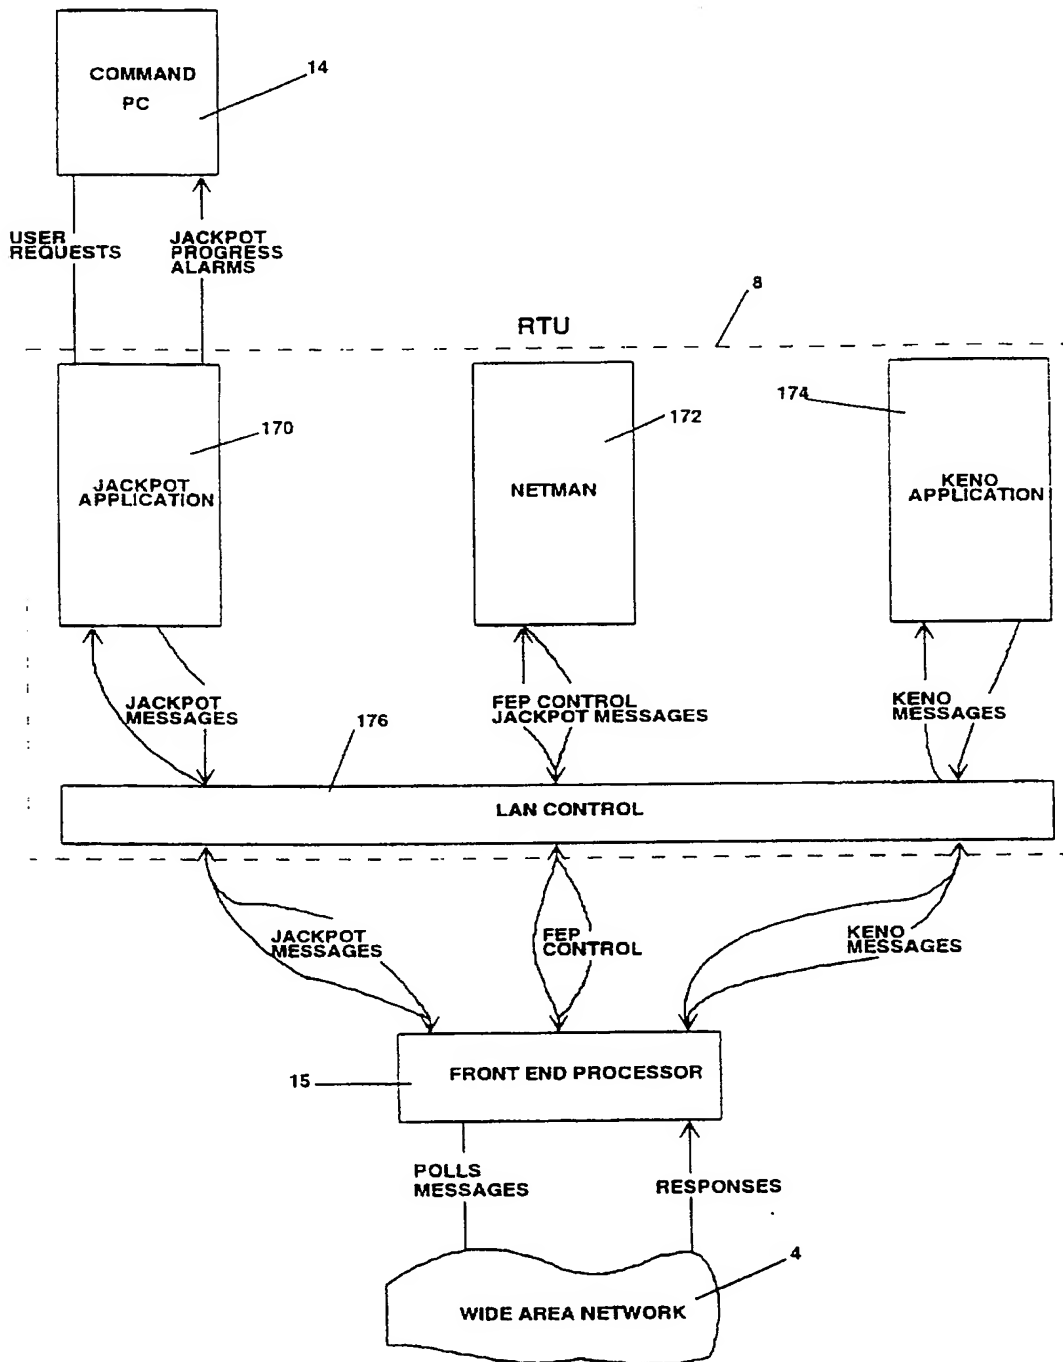 COMMAND
PC
14
USER
REQUESTS
JACKPOT
PROGRESS
ALARMS
8
RTU
170
JACKPOT
APPLICATION
172
NETMAN
174
KENO
APPLICATION
JACKPOT
MESSAGES
FEP CONTROL
JACKPOT MESSAGES
KENO
MESSAGES
176
LAN CONTROL
JACKPOT
MESSAGES
FEP
CONTROL
KENO
MESSAGES
15
FRONT END PROCESSOR
POLLS
MESSAGES
RESPONSES
4
WIDE AREA NETWORK